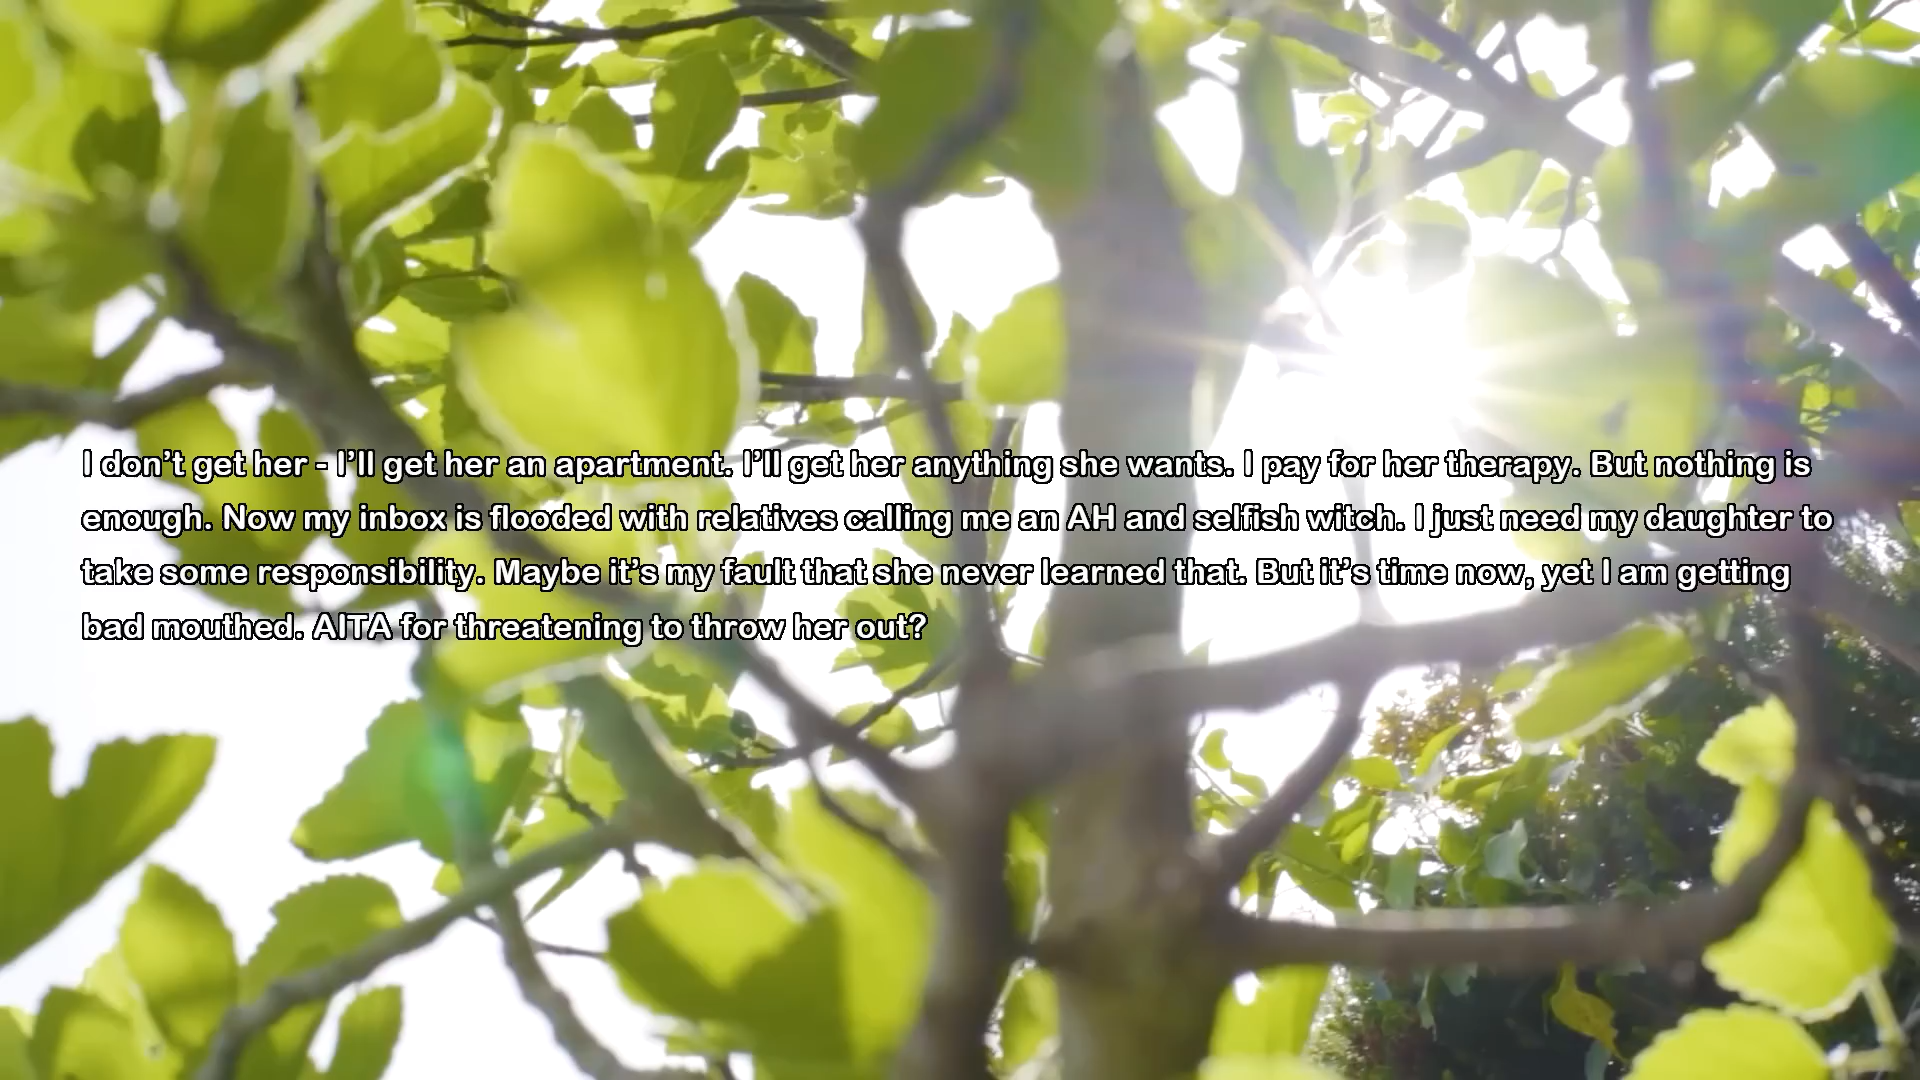 I don’t get her - I’ll get her an apartment. I’ll get her anything she wants. I pay for her therapy. But nothing is
enough. Now my inbox is flooded with relatives calling me an AH and selfish witch. I just need my daughter to
take some responsibility. Maybe it’s my fault that she never learned that. But it’s time now, yet I am getting
bad mouthed. AITA for threatening to throw her out?